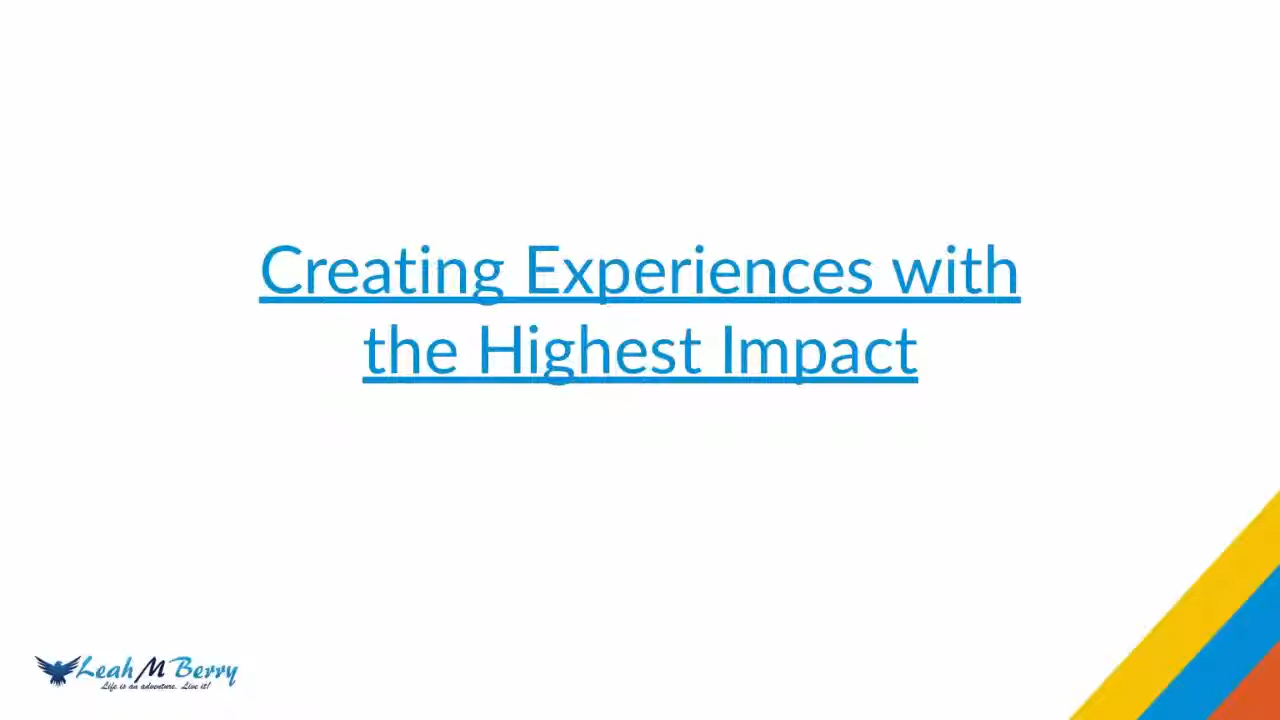 Creating Experiences with
the Highest Impact
Leah M Berry
Life is an adventure. Live it!